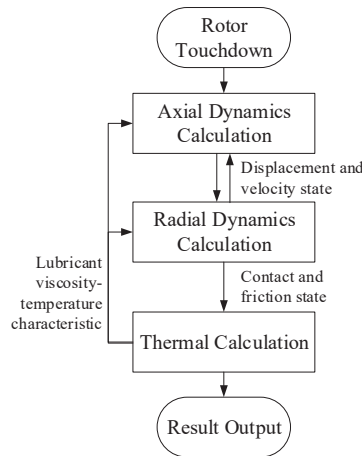 Rotor
Touchdown
Axial Dynamics
Calculation
Displacement and
velocity state
Radial Dynamics
Calculation
Lubricant
viscosity-
temperature
characteristic
Contact and
friction state
Thermal Calculation
Result Output